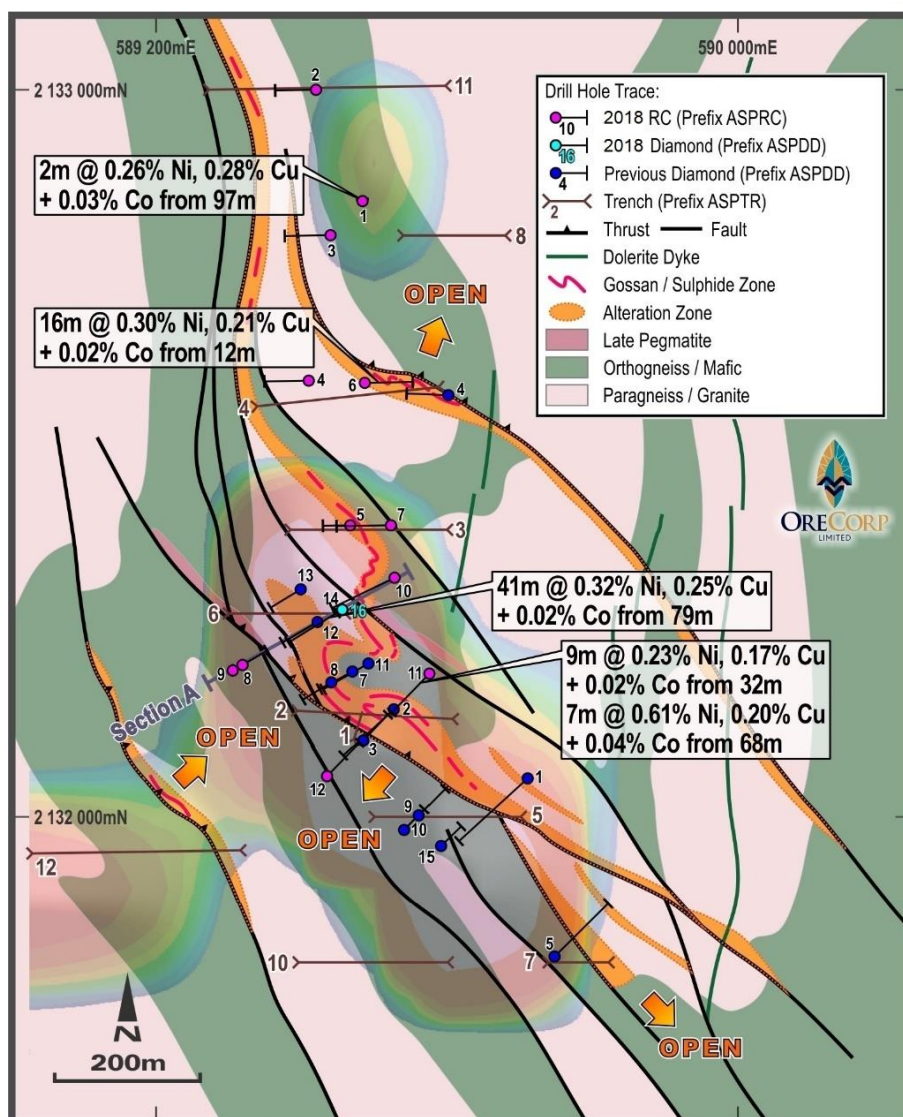 589 200mE
590 000mE
2 133 000mN
2
11
Drill Hole Trace:
10 2018 RC (Prefix ASPRC)
16 2018 Diamond (Prefix ASPDD)
4 Previous Diamond (Prefix ASPDD)
2 Trench (Prefix ASPTR)
Thrust Fault
Dolerite Dyke
Gossan / Sulphide Zone
Alteration Zone
Late Pegmatite
Orthogneiss / Mafic
Paragneiss / Granite
2m @ 0.26% Ni, 0.28% Cu
+ 0.03% Co from 97m
1
3
8
OPEN
16m @ 0.30% Ni, 0.21% Cu
+ 0.02% Co from 12m
4
6
4
4
ORECORP
LIMITED
5
7
3
10
13
14
16
6
12
41m @ 0.32% Ni, 0.25% Cu
+ 0.02% Co from 79m
9m @ 0.23% Ni, 0.17% Cu
+ 0.02% Co from 32m
7m @ 0.61% Ni, 0.20% Cu
+ 0.04% Co from 68m
9
8
8
7
11
11
Section A
2
2
1
3
OPEN
12
1
OPEN
9
10
5
15
2 132 000mN
12
10
5
7
N
200m
OPEN